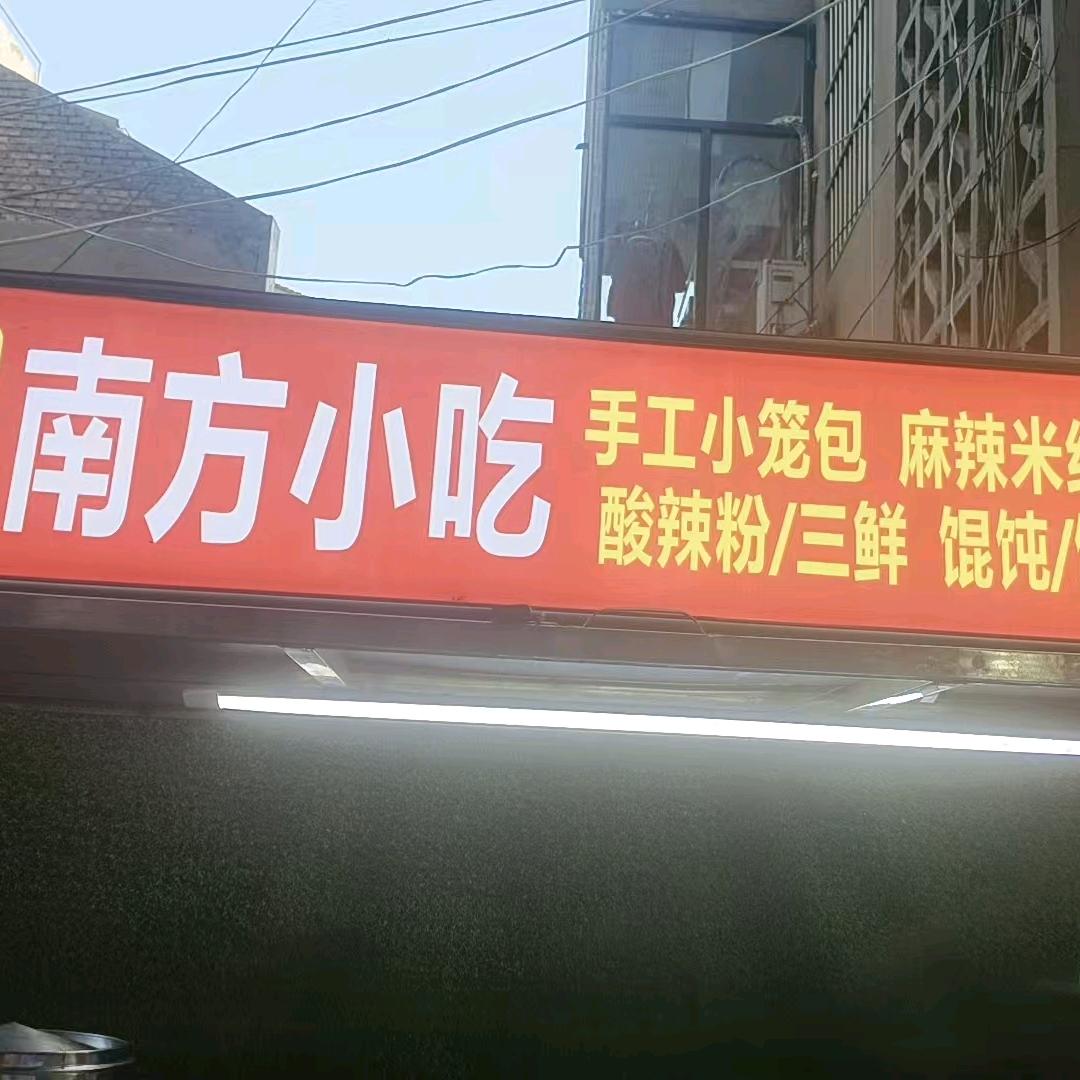 南方小吃
手工小笼包 麻辣米
酸辣粉/三鲜 馄饨/